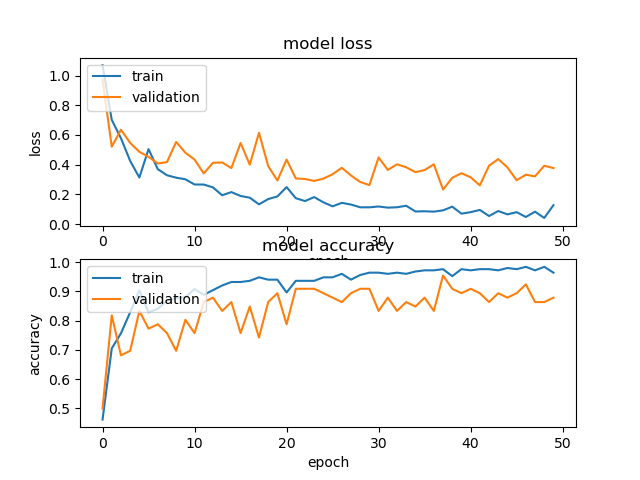 model loss
train
validation
loss
1.0
0.8
0.6
0.4
0.2
0.0
0 10 20 30 40 50
epoch
model accuracy
train
validation
accuracy
1.0
0.9
0.8
0.7
0.6
0.5
0 10 20 30 40 50
epoch